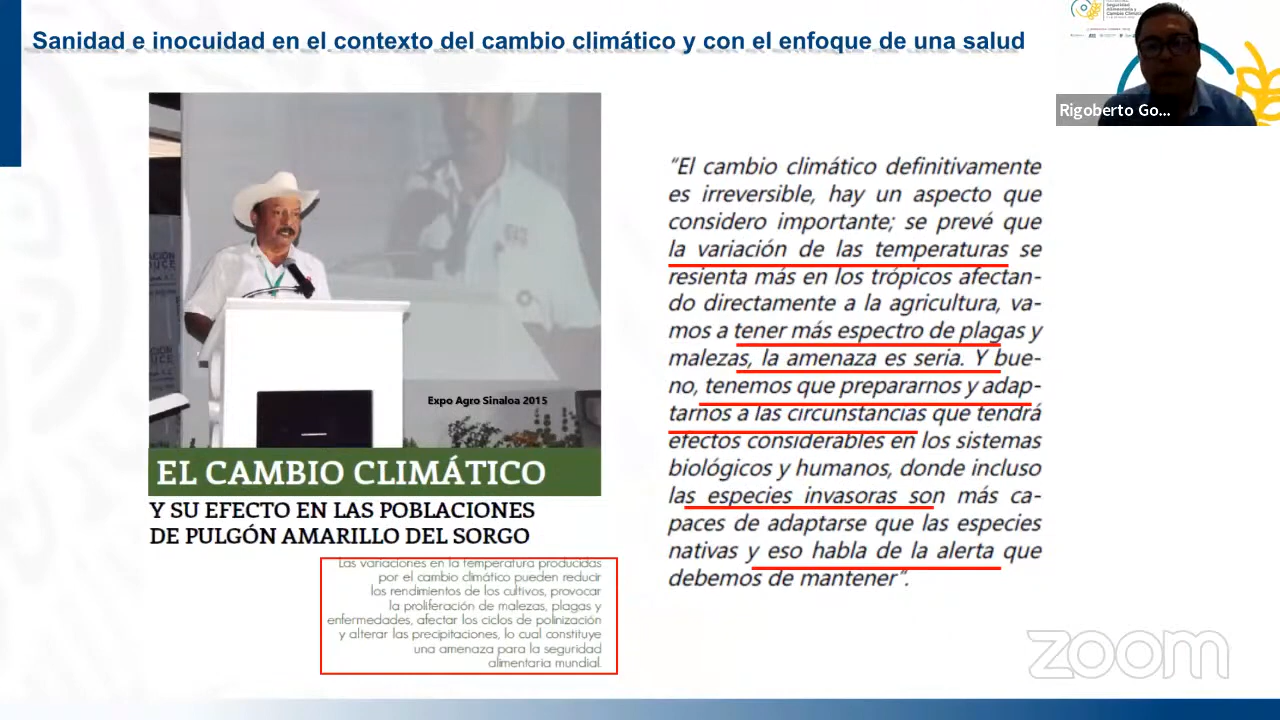 Sanidad e inocuidad en el contexto del cambio climático y con el enfoque de una salud
Seguridad
Alimentaria y
Cambio Climático
Rigoberto Go...
Expo Agro Sinaloa 2015
EL CAMBIO CLIMÁTICO
Y SU EFECTO EN LAS POBLACIONES
DE PULGÓN AMARILLO DEL SORGO
Las variaciones en la temperatura producidas
por el cambio climático pueden reducir
los rendimientos de los cultivos, provocar
la proliferación de malezas, plagas y
enfermedades, afectar los ciclos de polinización
y alterar las precipitaciones, lo cual constituye
una amenaza para la seguridad
alimentaria mundial.
“El cambio climático definitivamente
es irreversible, hay un aspecto que
considero importante; se prevé que
la variación de las temperaturas se
resienta más en los trópicos afectan-
do directamente a la agricultura, va-
mos a tener más espectro de plagas y
malezas, la amenaza es seria. Y bue-
no, tenemos que prepararnos y adap-
tarnos a las circunstancias que tendrá
efectos considerables en los sistemas
biológicos y humanos, donde incluso
las especies invasoras son más ca-
paces de adaptarse que las especies
nativas y eso habla de la alerta que
debemos de mantener”.
zoom